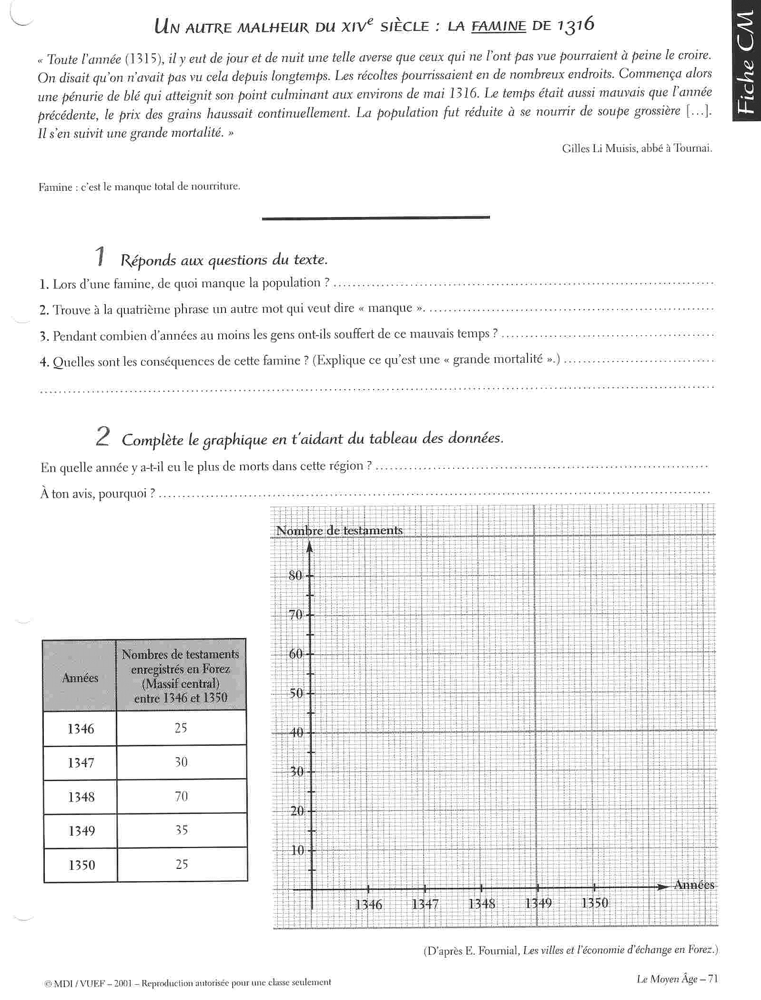 UN AUTRE MALHEUR DU XIVe SIÈCLE : LA FAMINE DE 1316
Fiche CM
« Toute l'année (1315), il y eut de jour et de nuit une telle averse que ceux qui ne l'ont pas vue pourraient à peine le croire.
On disait qu'on n'avait pas vu cela depuis longtemps. Les récoltes pourrissaient en de nombreux endroits. Commença alors
une pénurie de blé qui atteignit son point culminant aux environs de mai 1316. Le temps était aussi mauvais que l'année
précédente, le prix des grains haussait continuellement. La population fut réduite à se nourrir de soupe grossière [...].
Il s'en suivit une grande mortalité. »
Gilles Li Muisis, abbé à Tournai.
Famine : c'est le manque total de nourriture.
1 Réponds aux questions du texte.
1. Lors d'une famine, de quoi manque la population ? ..........
2. Trouve à la quatrième phrase un autre mot qui veut dire « manque ». ..........
3. Pendant combien d'années au moins les gens ont-ils souffert de ce mauvais temps ? ..........
4. Quelles sont les conséquences de cette famine ? (Explique ce qu'est une « grande mortalité ».) ..........
..........
2 Complète le graphique en t'aidant du tableau des données.
En quelle année y a-t-il eu le plus de morts dans cette région ? ..........
À ton avis, pourquoi ? ..........
Années
Nombres de testaments
enregistrés en Forez
(Massif central)
entre 1346 et 1350
1346 25
1347 30
1348 70
1349 35
1350 25
Nombre de testaments
80
70
60
50
40
30
20
10
Années
1346 1347 1348 1349 1350
(D'après E. Fournial, Les villes et l'économie d'échange en Forez.)
© MDI / VUEF – 2001 – Reproduction autorisée pour une classe seulement
Le Moyen Âge – 71